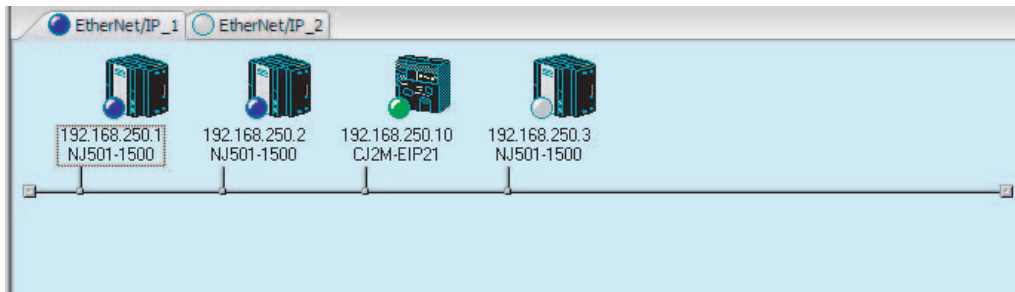 EtherNet/IP_1 EtherNet/IP_2
192.168.250.1 192.168.250.2 192.168.250.10 192.168.250.3
NJ501-1500 NJ501-1500 CJ2M-EIP21 NJ501-1500